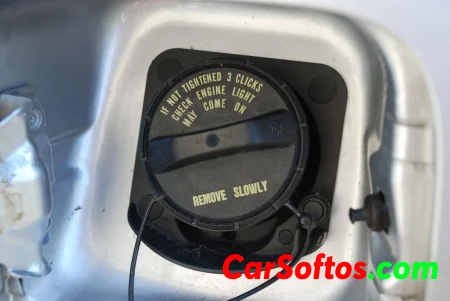 IF NOT TIGHTENED 3 CLICKS
CHECK ENGINE LIGHT
MAY COME ON
REMOVE SLOWLY
CarSoftos.com